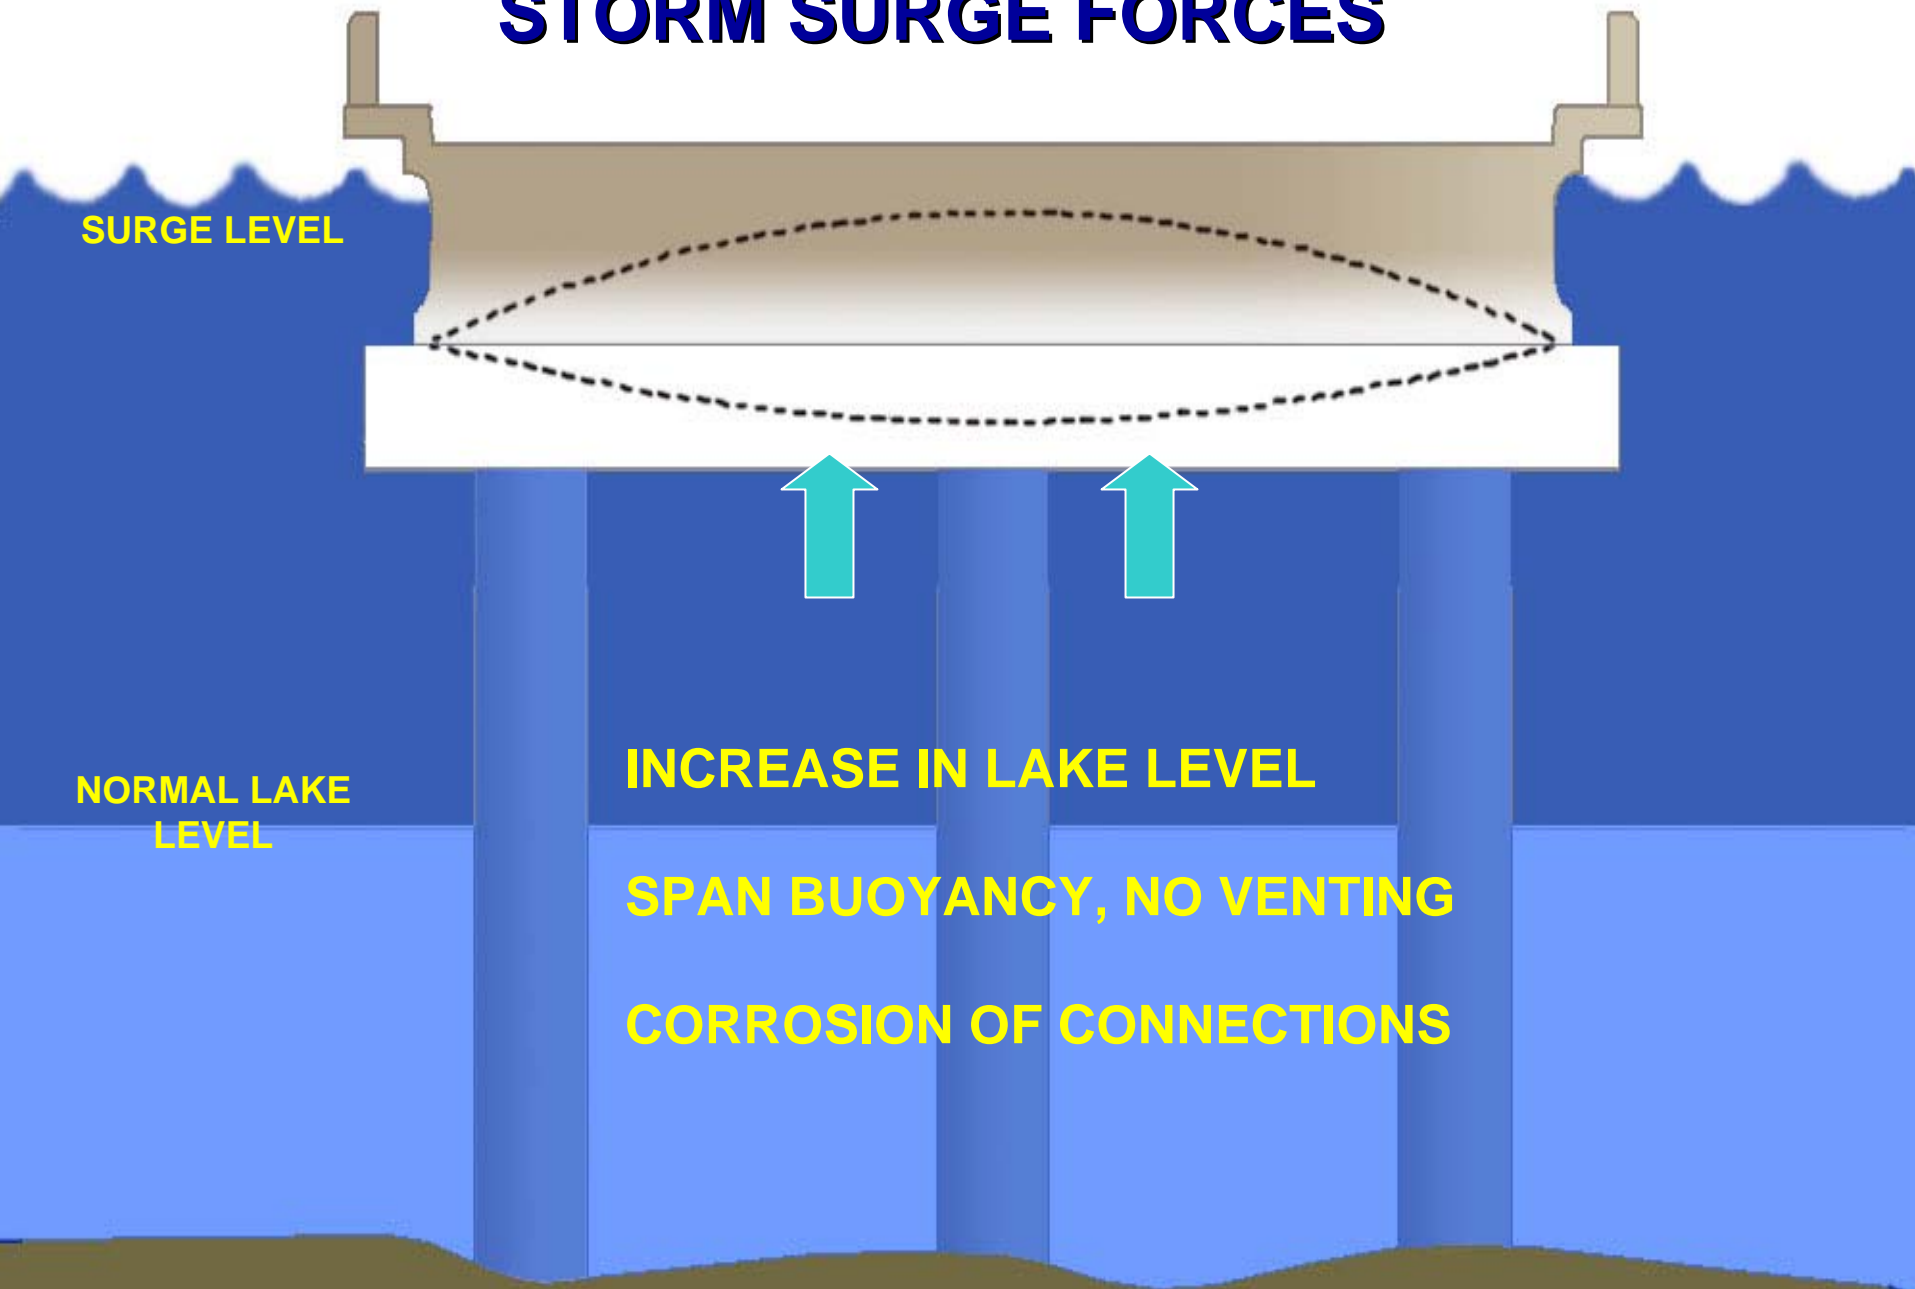 STORM SURGE FORCES
SURGE LEVEL
NORMAL LAKE
LEVEL
INCREASE IN LAKE LEVEL
SPAN BUOYANCY, NO VENTING
CORROSION OF CONNECTIONS